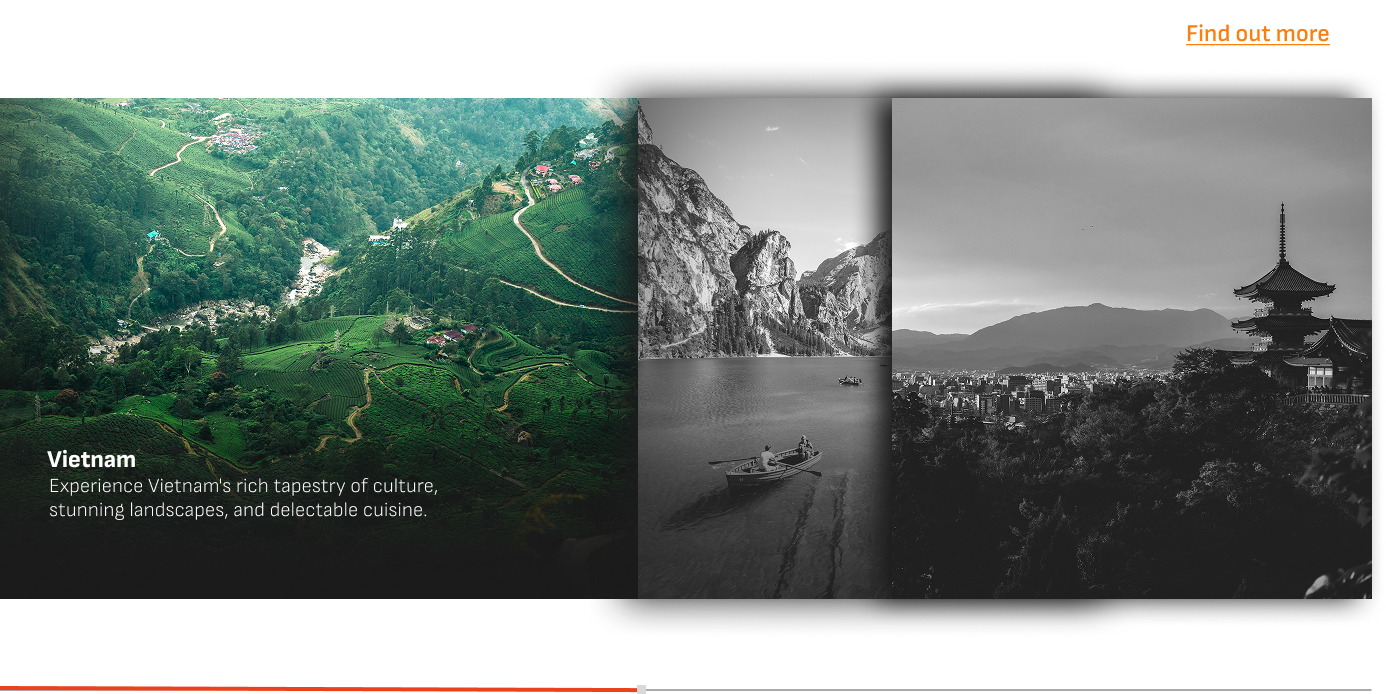 Find out more
Vietnam
Experience Vietnam's rich tapestry of culture,
stunning landscapes, and delectable cuisine.